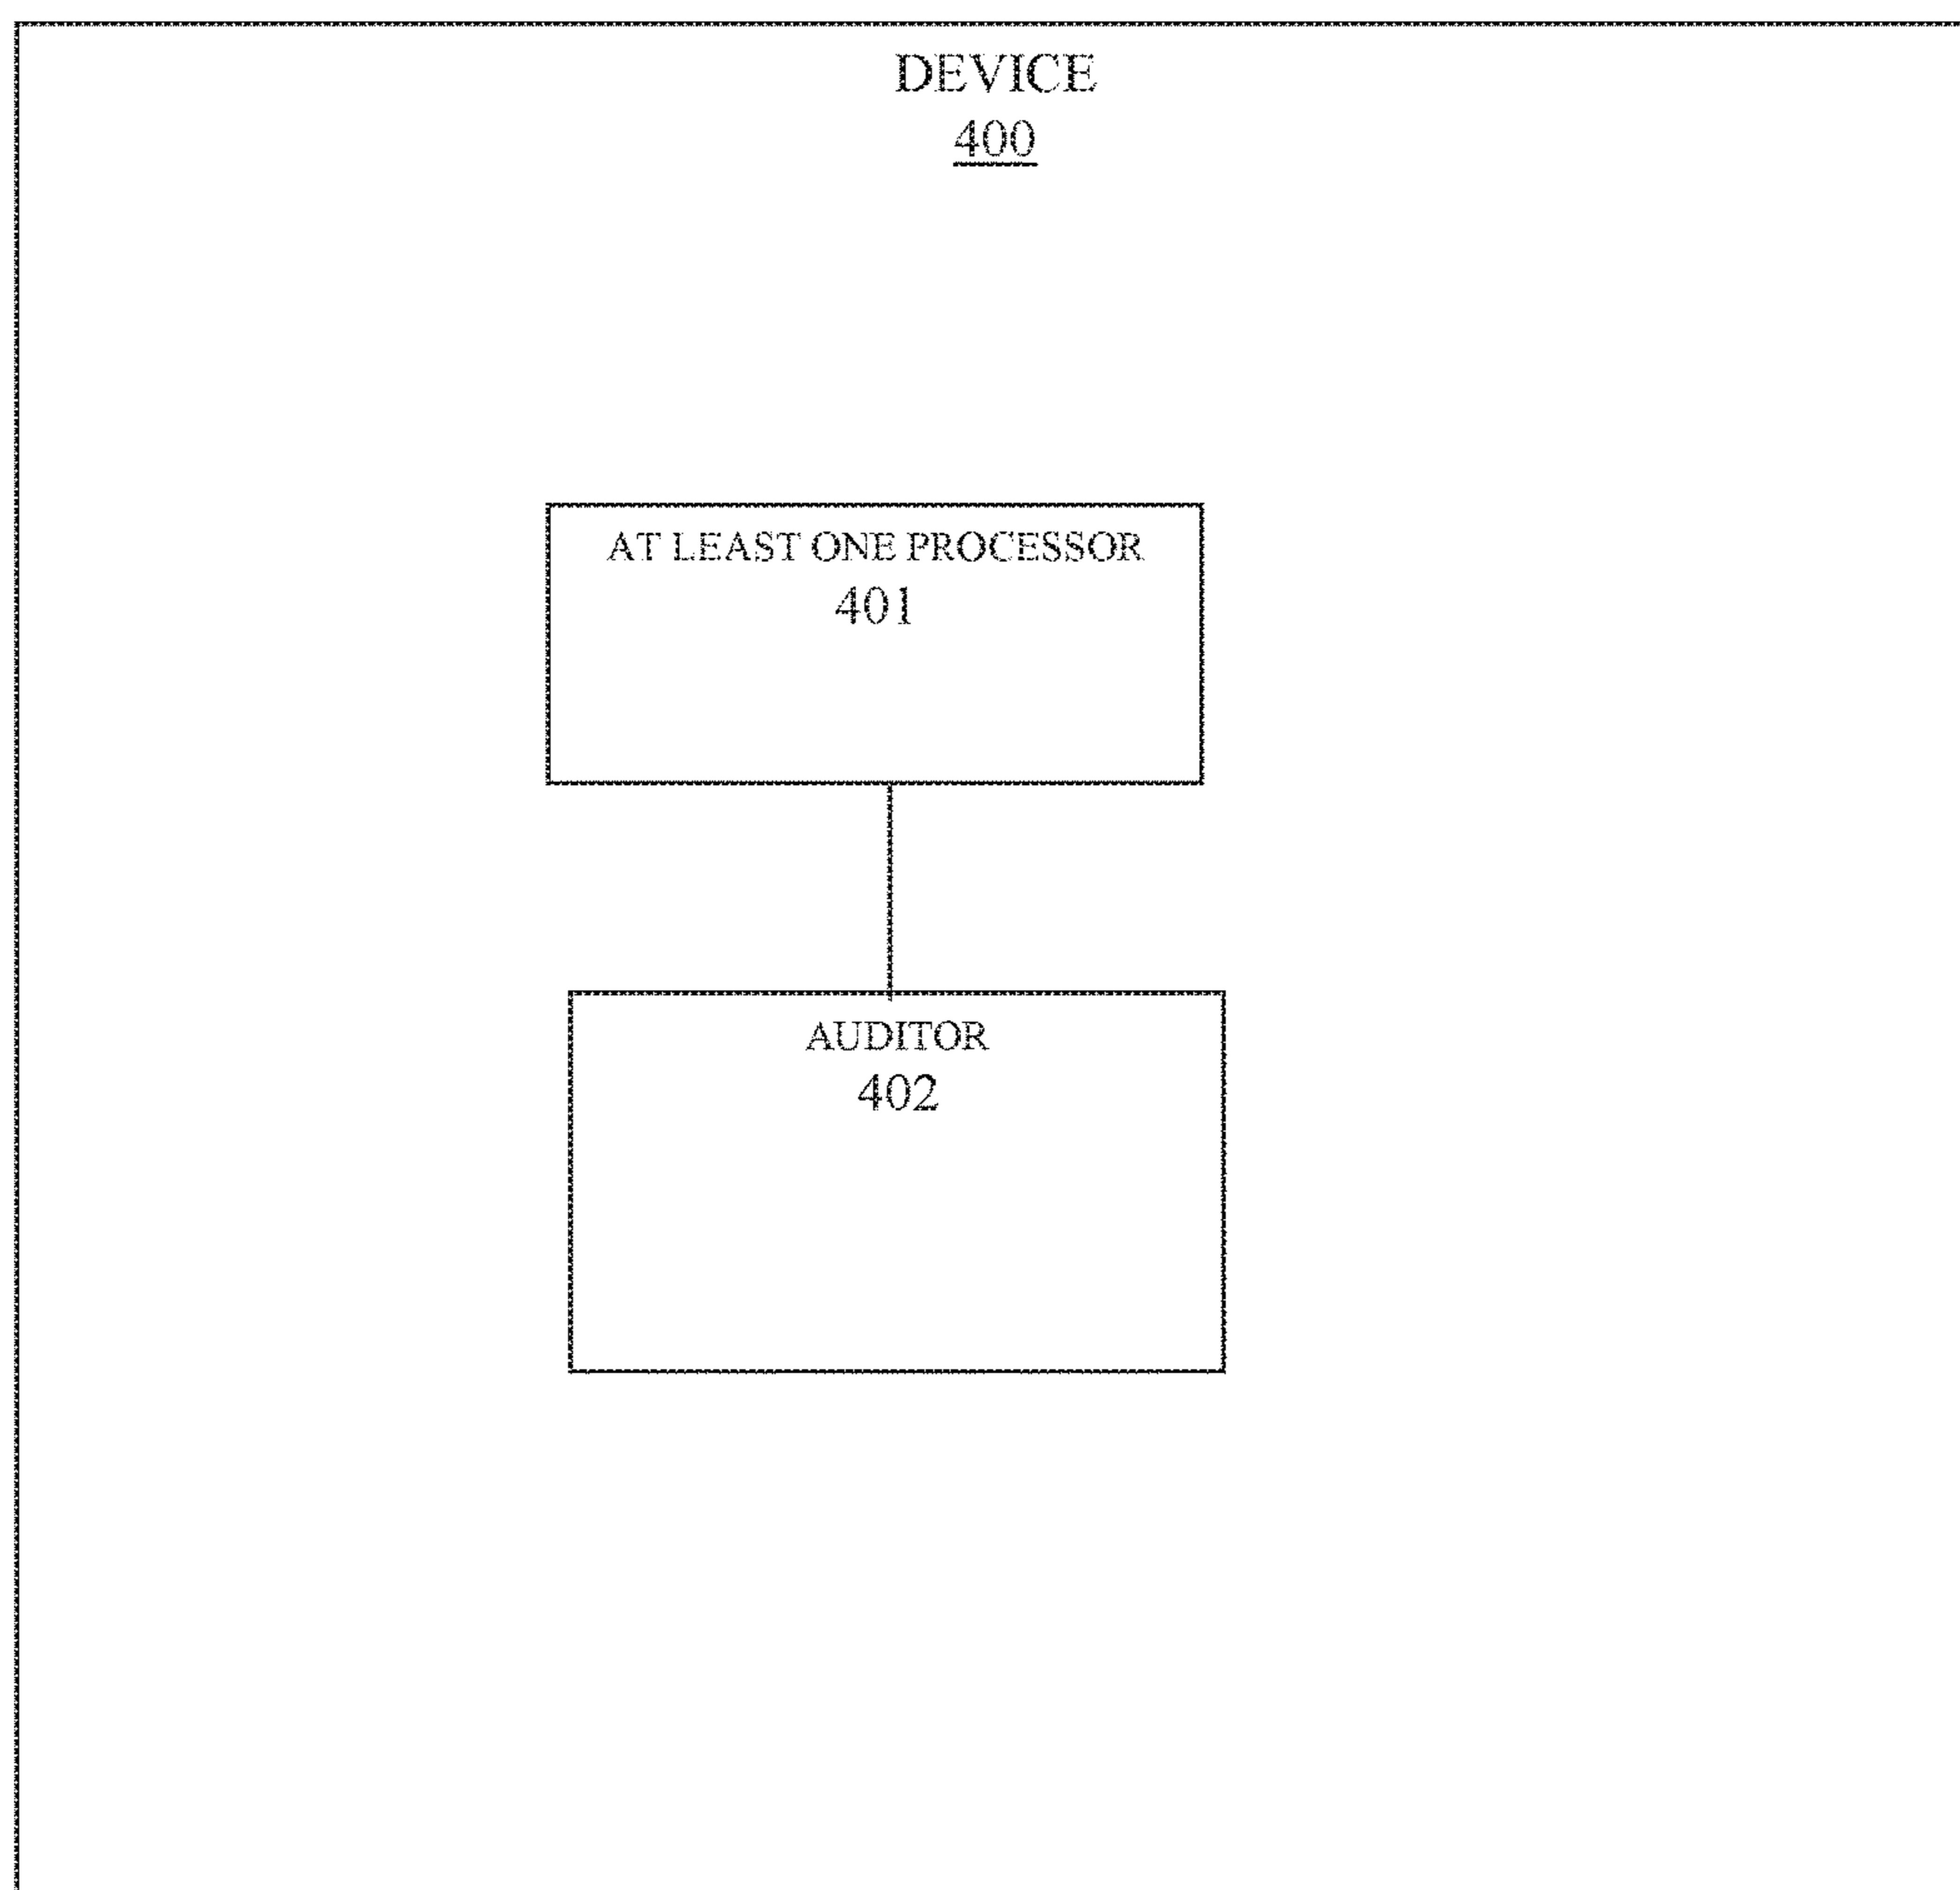 DEVICE
400
AT LEAST ONE PROCESSOR
401
AUDITOR
402